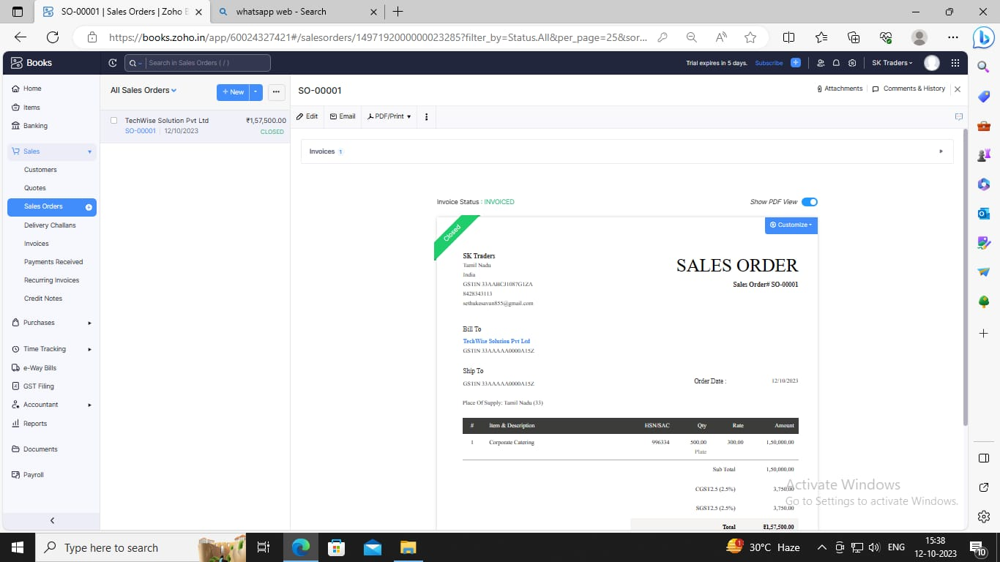 SO-00001 | Sales Orders | Zoho B
whatsapp web - Search
https://books.zoho.in/app/60024327421#/salesorders/1497192000000023285?filter_by=Status.All&per_page=25&sor...
Books
Search in Sales Orders ( / )
Trial expires in 5 days. Subscribe
SK Traders
Home
Items
Banking
Sales
Customers
Quotes
Sales Orders
Delivery Challans
Invoices
Payments Received
Recurring Invoices
Credit Notes
Purchases
Time Tracking
e-Way Bills
GST Filing
Accountant
Reports
Documents
Payroll
All Sales Orders
+ New
TechWise Solution Pvt Ltd ₹1,57,500.00
SO-00001 12/10/2023 CLOSED
SO-00001
Attachments Comments & History
Edit Email PDF/Print
Invoices 1
Invoice Status : INVOICED
Show PDF View
Closed
Customize
SK Traders
Tamil Nadu
India
GSTIN 33AABCJ1087G1ZA
8428343113
sethukesavan855@gmail.com
SALES ORDER
Sales Order# SO-00001
Bill To
TechWise Solution Pvt Ltd
GSTIN 33AAAAA0000A15Z
Ship To
GSTIN 33AAAAA0000A15Z
Order Date : 12/10/2023
Place Of Supply: Tamil Nadu (33)
# Item & Description HSN/SAC Qty Rate Amount
1 Corporate Catering 996334 500.00 300.00 1,50,000.00
Plate
Sub Total 1,50,000.00
CGST2.5 (2.5%) 3,750.00
SGST2.5 (2.5%) 3,750.00
Total ₹1,57,500.00
Activate Windows
Go to Settings to activate Windows.
Type here to search
1
30°C Haze
ENG
15:38
12-10-2023
10